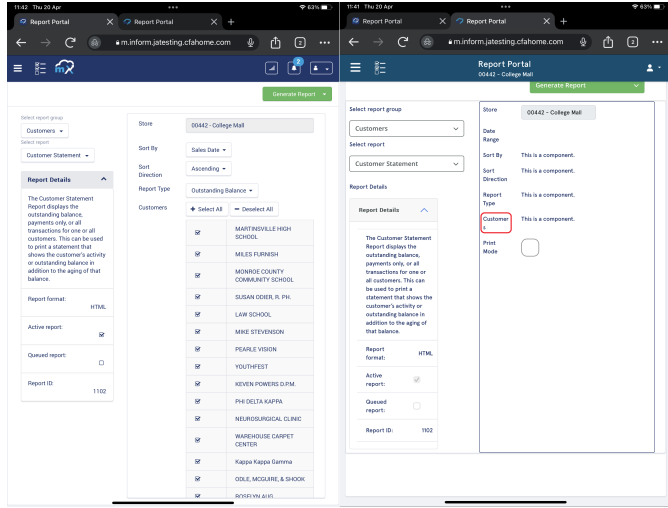 11:42 Thu 20 Apr
63%
Report Portal
Report Portal
m.inform.jatesting.cfahome.com
2
2
Generate Report
Select report group
Customers
Select report
Customer Statement
Report Details
The Customer Statement
Report displays the
outstanding balance,
payments only, or all
transactions for one or all
customers. This can be used
to print a statement that
shows the customer's activity
or outstanding balance in
addition to the aging of that
balance.
Report format:
HTML
Active report:
Queued report:
Report ID:
1102
Store
00442 - College Mall
Sort By
Sales Date
Sort
Direction
Ascending
Report Type
Outstanding Balance
Customers
+ Select All
− Deselect All
MARTINSVILLE HIGH
SCHOOL
MILES FURNISH
MONROE COUNTY
COMMUNITY SCHOOL
SUSAN ODIER, R. PH.
LAW SCHOOL
MIKE STEVENSON
PEARLE VISION
YOUTHFEST
KEVEN POWERS D.P.M.
PHI DELTA KAPPA
NEUROSURGICAL CLINIC
WAREHOUSE CARPET
CENTER
Kappa Kappa Gamma
ODLE, MCGUIRE, & SHOOK
ROSELYN AUG
11:41 Thu 20 Apr
63%
Report Portal
Report Portal
m.inform.jatesting.cfahome.com
2
Report Portal
00442 - College Mall
Generate Report
Select report group
Customers
Select report
Customer Statement
Report Details
Report Details
The Customer Statement
Report displays the
outstanding balance,
payments only, or all
transactions for one or
all customers. This can
be used to print a
statement that shows the
customer's activity or
outstanding balance in
addition to the aging of
that balance.
Report
format:
HTML
Active
report:
Queued
report:
Report ID:
1102
Store
00442 - College Mall
Date
Range
Sort By
This is a component.
Sort
Direction
This is a component.
Report
Type
This is a component.
Customer
s
This is a component.
Print
Mode